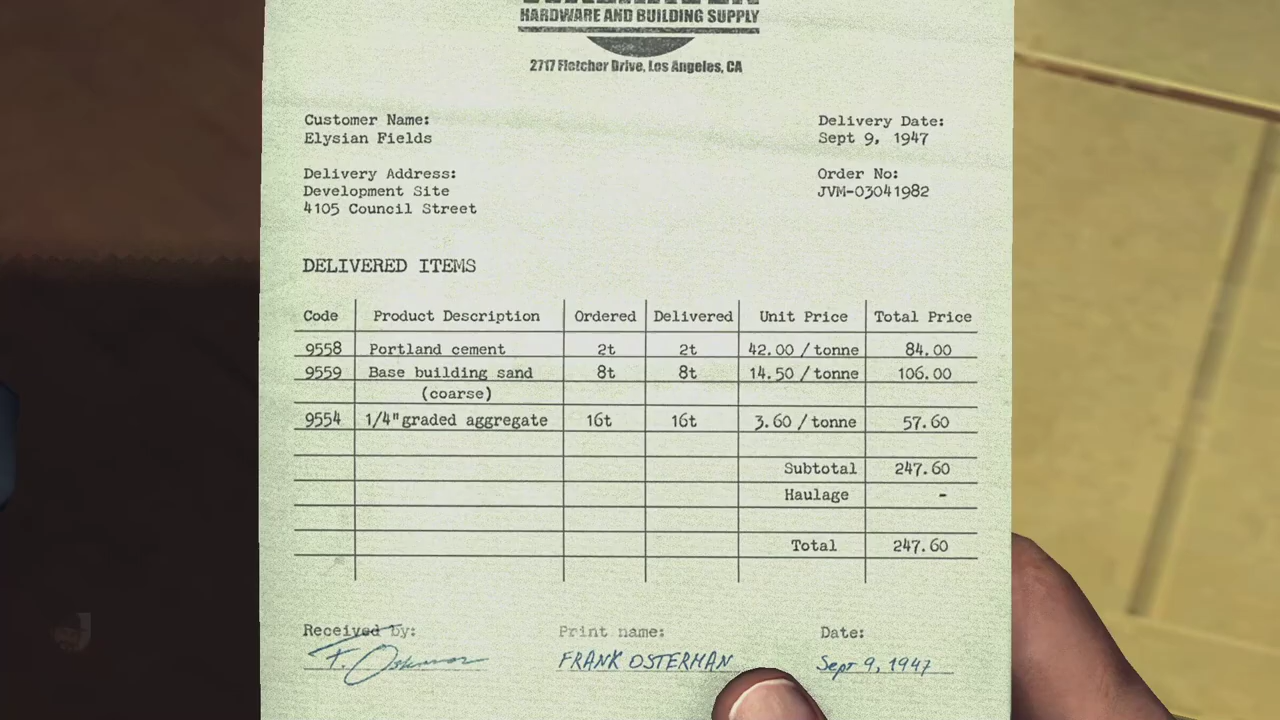 HARDWARE AND BUILDING SUPPLY
2717 Fletcher Drive, Los Angeles, CA
Customer Name:
Elysian Fields
Delivery Date:
Sept 9, 1947
Delivery Address:
Development Site
4105 Council Street
Order No:
JVM-03041982
DELIVERED ITEMS
Code Product Description Ordered Delivered Unit Price Total Price
9558 Portland cement 2t 2t 42.00 /tonne 84.00
9559 Base building sand 8t 8t 14.50 /tonne 106.00
(coarse)
9554 1/4" graded aggregate 16t 16t 3.60 /tonne 57.60
Subtotal 247.60
Haulage -
Total 247.60
Received by: Print name: Date:
F. Osterman FRANK OSTERMAN Sept 9, 1947